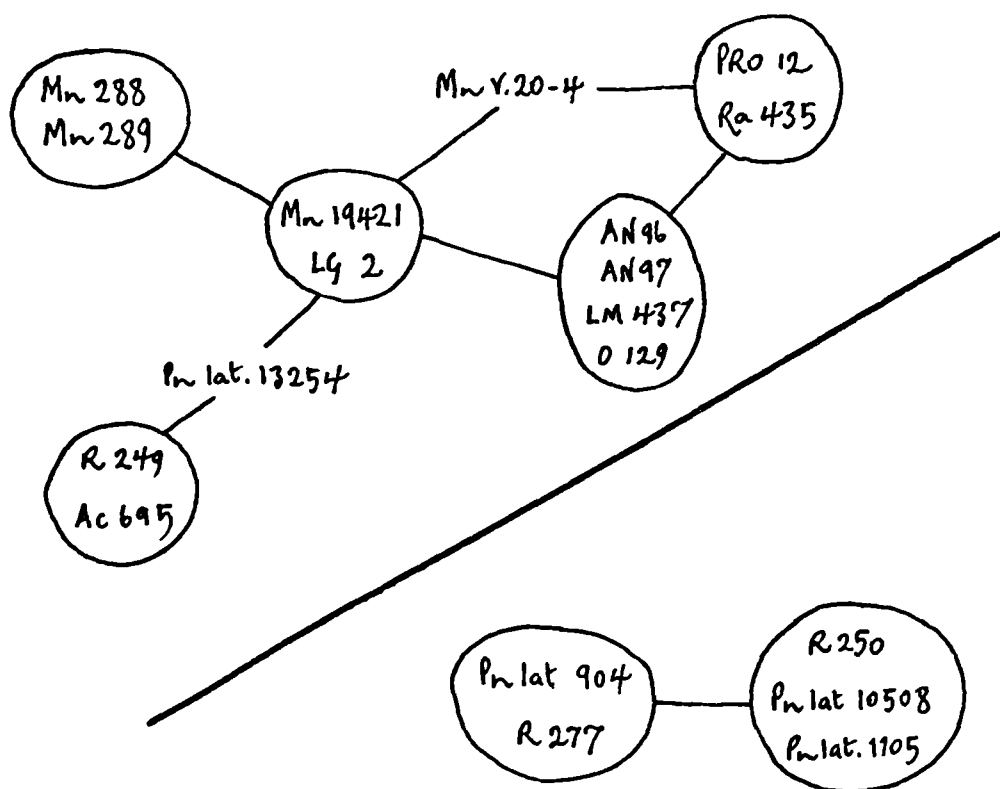 Mn 288
Mn 289
Mn V.20-4
PRO 12
Ra 435
Mn 19421
LG 2
AN 96
AN 97
LM 437
O 129
Pn lat. 13254
R 249
Ac 695
Pn lat 904
R 277
R 250
Pn lat 10508
Pn lat. 1105